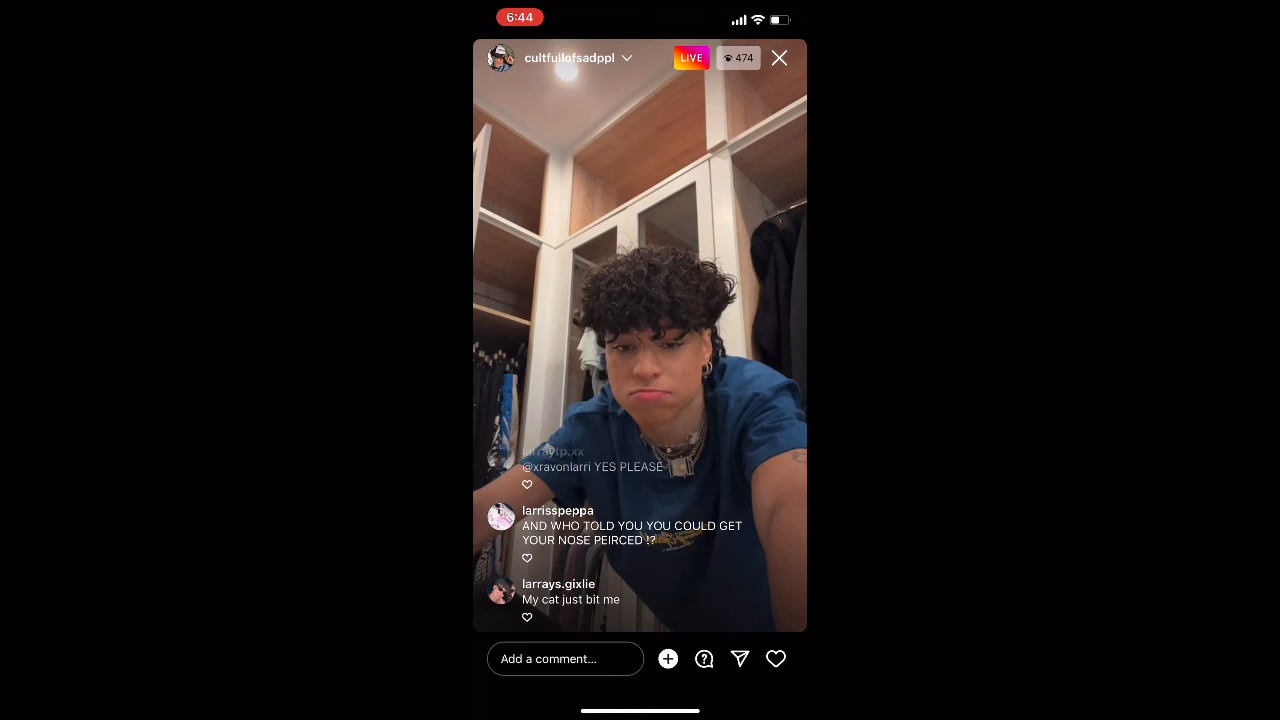 6:44
cultfullofsadppl
LIVE
474
@xravonlarri YES PLEASE
larrisspeppa
AND WHO TOLD YOU YOU COULD GET
YOUR NOSE PEIRCED !?
larrays.gixlie
My cat just bit me
Add a comment...